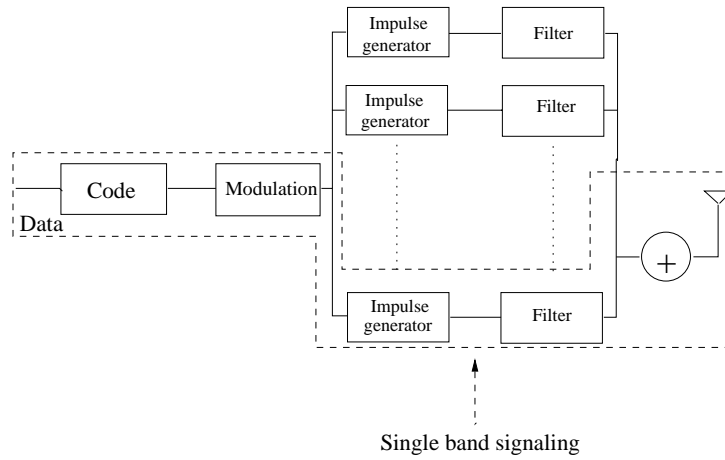 Impulse
generator
Filter
Impulse
generator
Filter
Code
Modulation
Data
+
Impulse
generator
Filter
Single band signaling